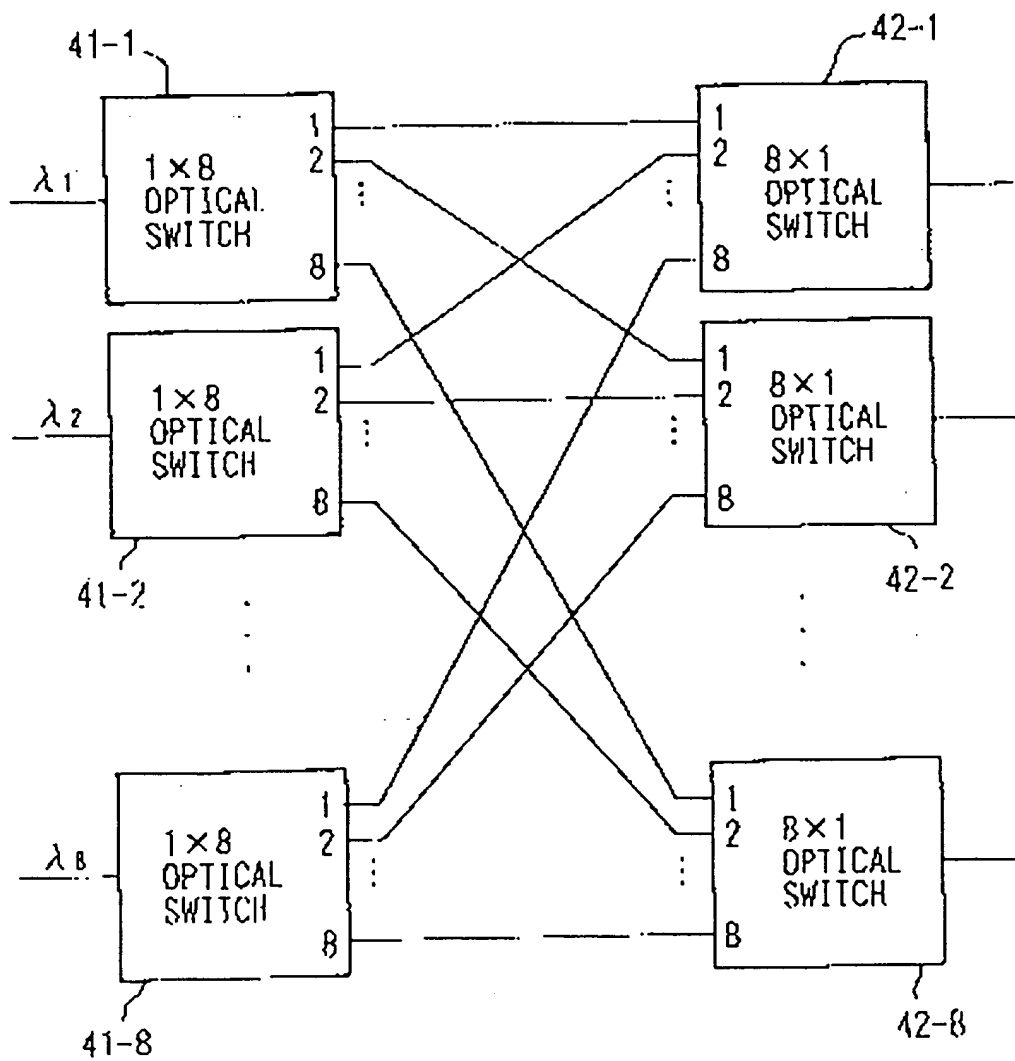 41-1
42-1
λ1
1
2
⋮
8
1×8
OPTICAL
SWITCH
1
2
⋮
8
8×1
OPTICAL
SWITCH
λ2
1
2
⋮
8
1×8
OPTICAL
SWITCH
1
2
⋮
8
8×1
OPTICAL
SWITCH
41-2
42-2
λ8
1
2
⋮
8
1×8
OPTICAL
SWITCH
1
2
⋮
8
8×1
OPTICAL
SWITCH
41-8
42-8